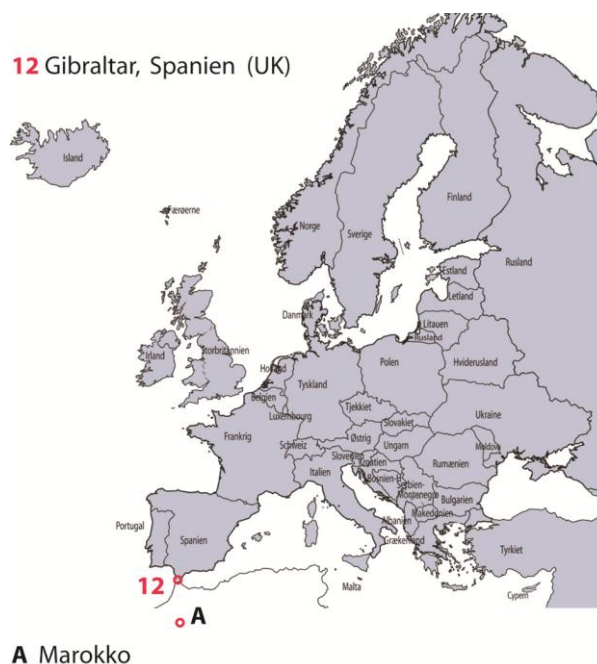 12 Gibraltar, Spanien (UK)
Island
Færøerne
Norge
Sverige
Finland
Rusland
Estland
Letland
Danmark
Litauen
Rusland
Irland
Storbritannien
Holland
Hviderusland
Polen
Tyskland
Belgien
Luxembourg
Tjekkiet
Ukraine
Slovakiet
Frankrig
Østrig
Schweiz
Ungarn
Moldova
Slovenien
Kroatien
Rumænien
Italien
Bosnien-H
Serbien-
Montenegro
Bulgarien
Makedonien
Albanien
Portugal
Spanien
Grækenland
Tyrkiet
12
Malta
Cypern
A
A Marokko